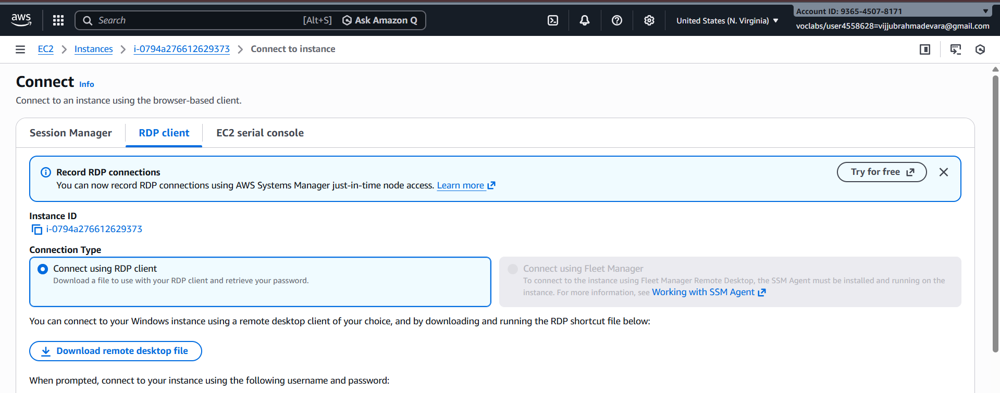 aws
Search [Alt+S] Ask Amazon Q
United States (N. Virginia)
Account ID: 9365-4507-8171
voclabs/user4558628=vijjubrahmadevara@gmail.com
EC2 Instances i-0794a276612629373 Connect to instance
Connect Info
Connect to an instance using the browser-based client.
Session Manager RDP client EC2 serial console
Record RDP connections
You can now record RDP connections using AWS Systems Manager just-in-time node access. Learn more
Try for free
Instance ID
i-0794a276612629373
Connection Type
Connect using RDP client
Download a file to use with your RDP client and retrieve your password.
Connect using Fleet Manager
To connect to the instance using Fleet Manager Remote Desktop, the SSM Agent must be installed and running on the
instance. For more information, see Working with SSM Agent
You can connect to your Windows instance using a remote desktop client of your choice, and by downloading and running the RDP shortcut file below:
Download remote desktop file
When prompted, connect to your instance using the following username and password: